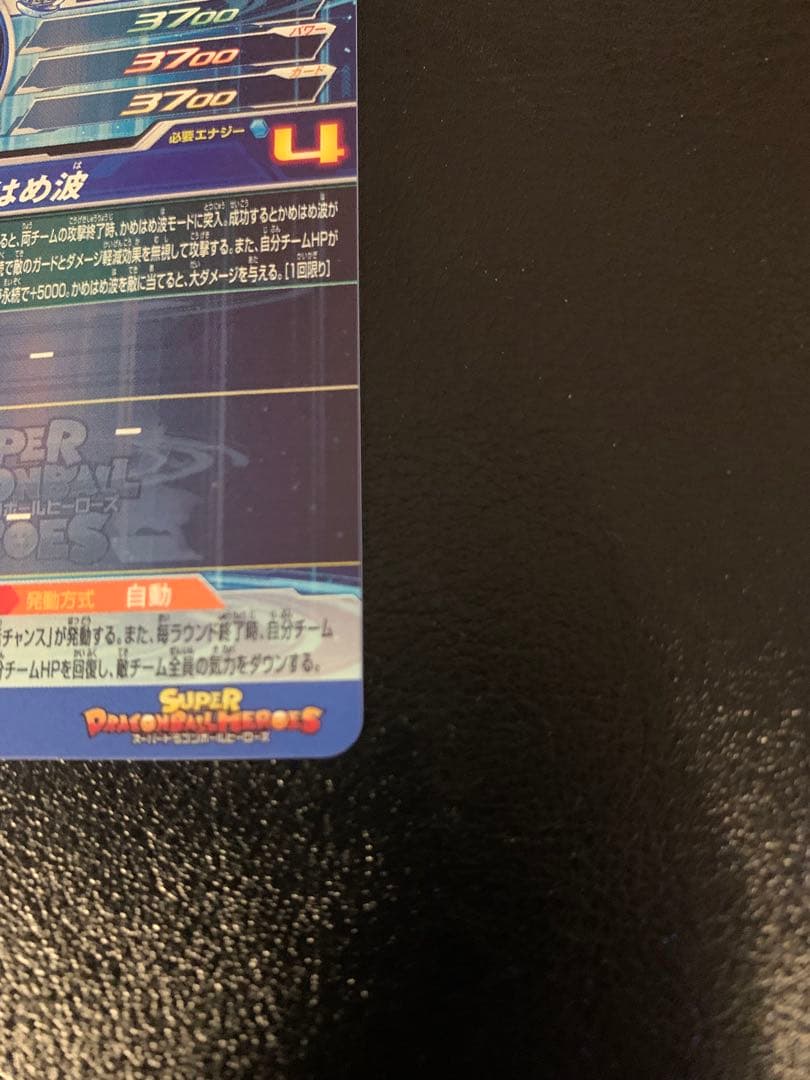 3700
パワー
3700
ガード
3700
必要エナジー 4
はめ波
ると、両チームの攻撃終了時、かめはめ波モードに突入。成功するとかめはめ波が
続で敵のガードとダメージ軽減効果を無視して攻撃する。また、自分チームHPが
永続で+5000。かめはめ波を敵に当てると、大ダメージを与える。[1回限り]
ー
ー
ー
発動方式 自動
チャンス」が発動する。また、毎ラウンド終了時、自分チーム
分チームHPを回復し、敵チーム全員の気力をダウンする。
SUPER
DRAGONBALL HEROES
スーパードラゴンボールヒーローズ